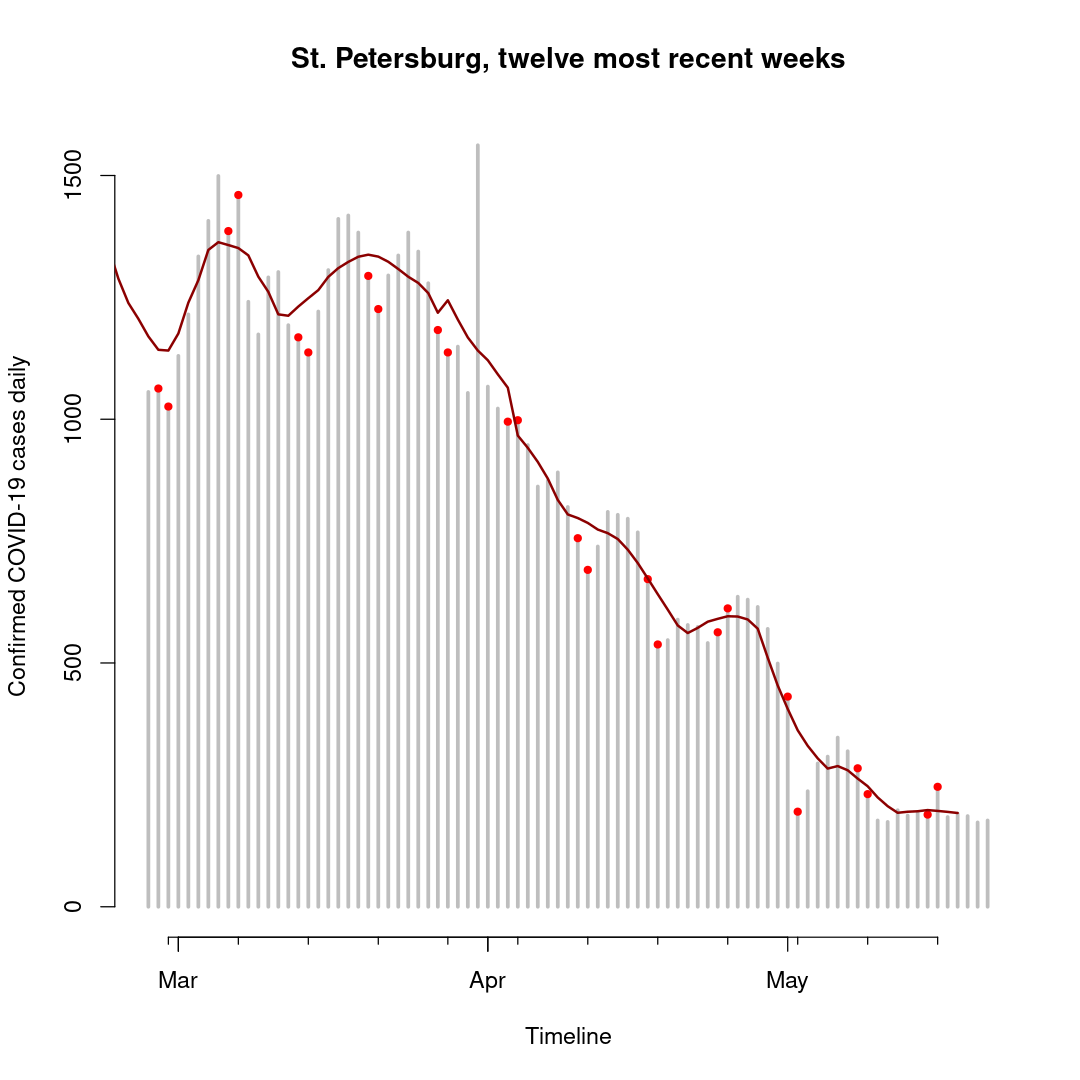 St. Petersburg, twelve most recent weeks
Confirmed COVID-19 cases daily
1500
1000
500
0
Mar Apr May
Timeline